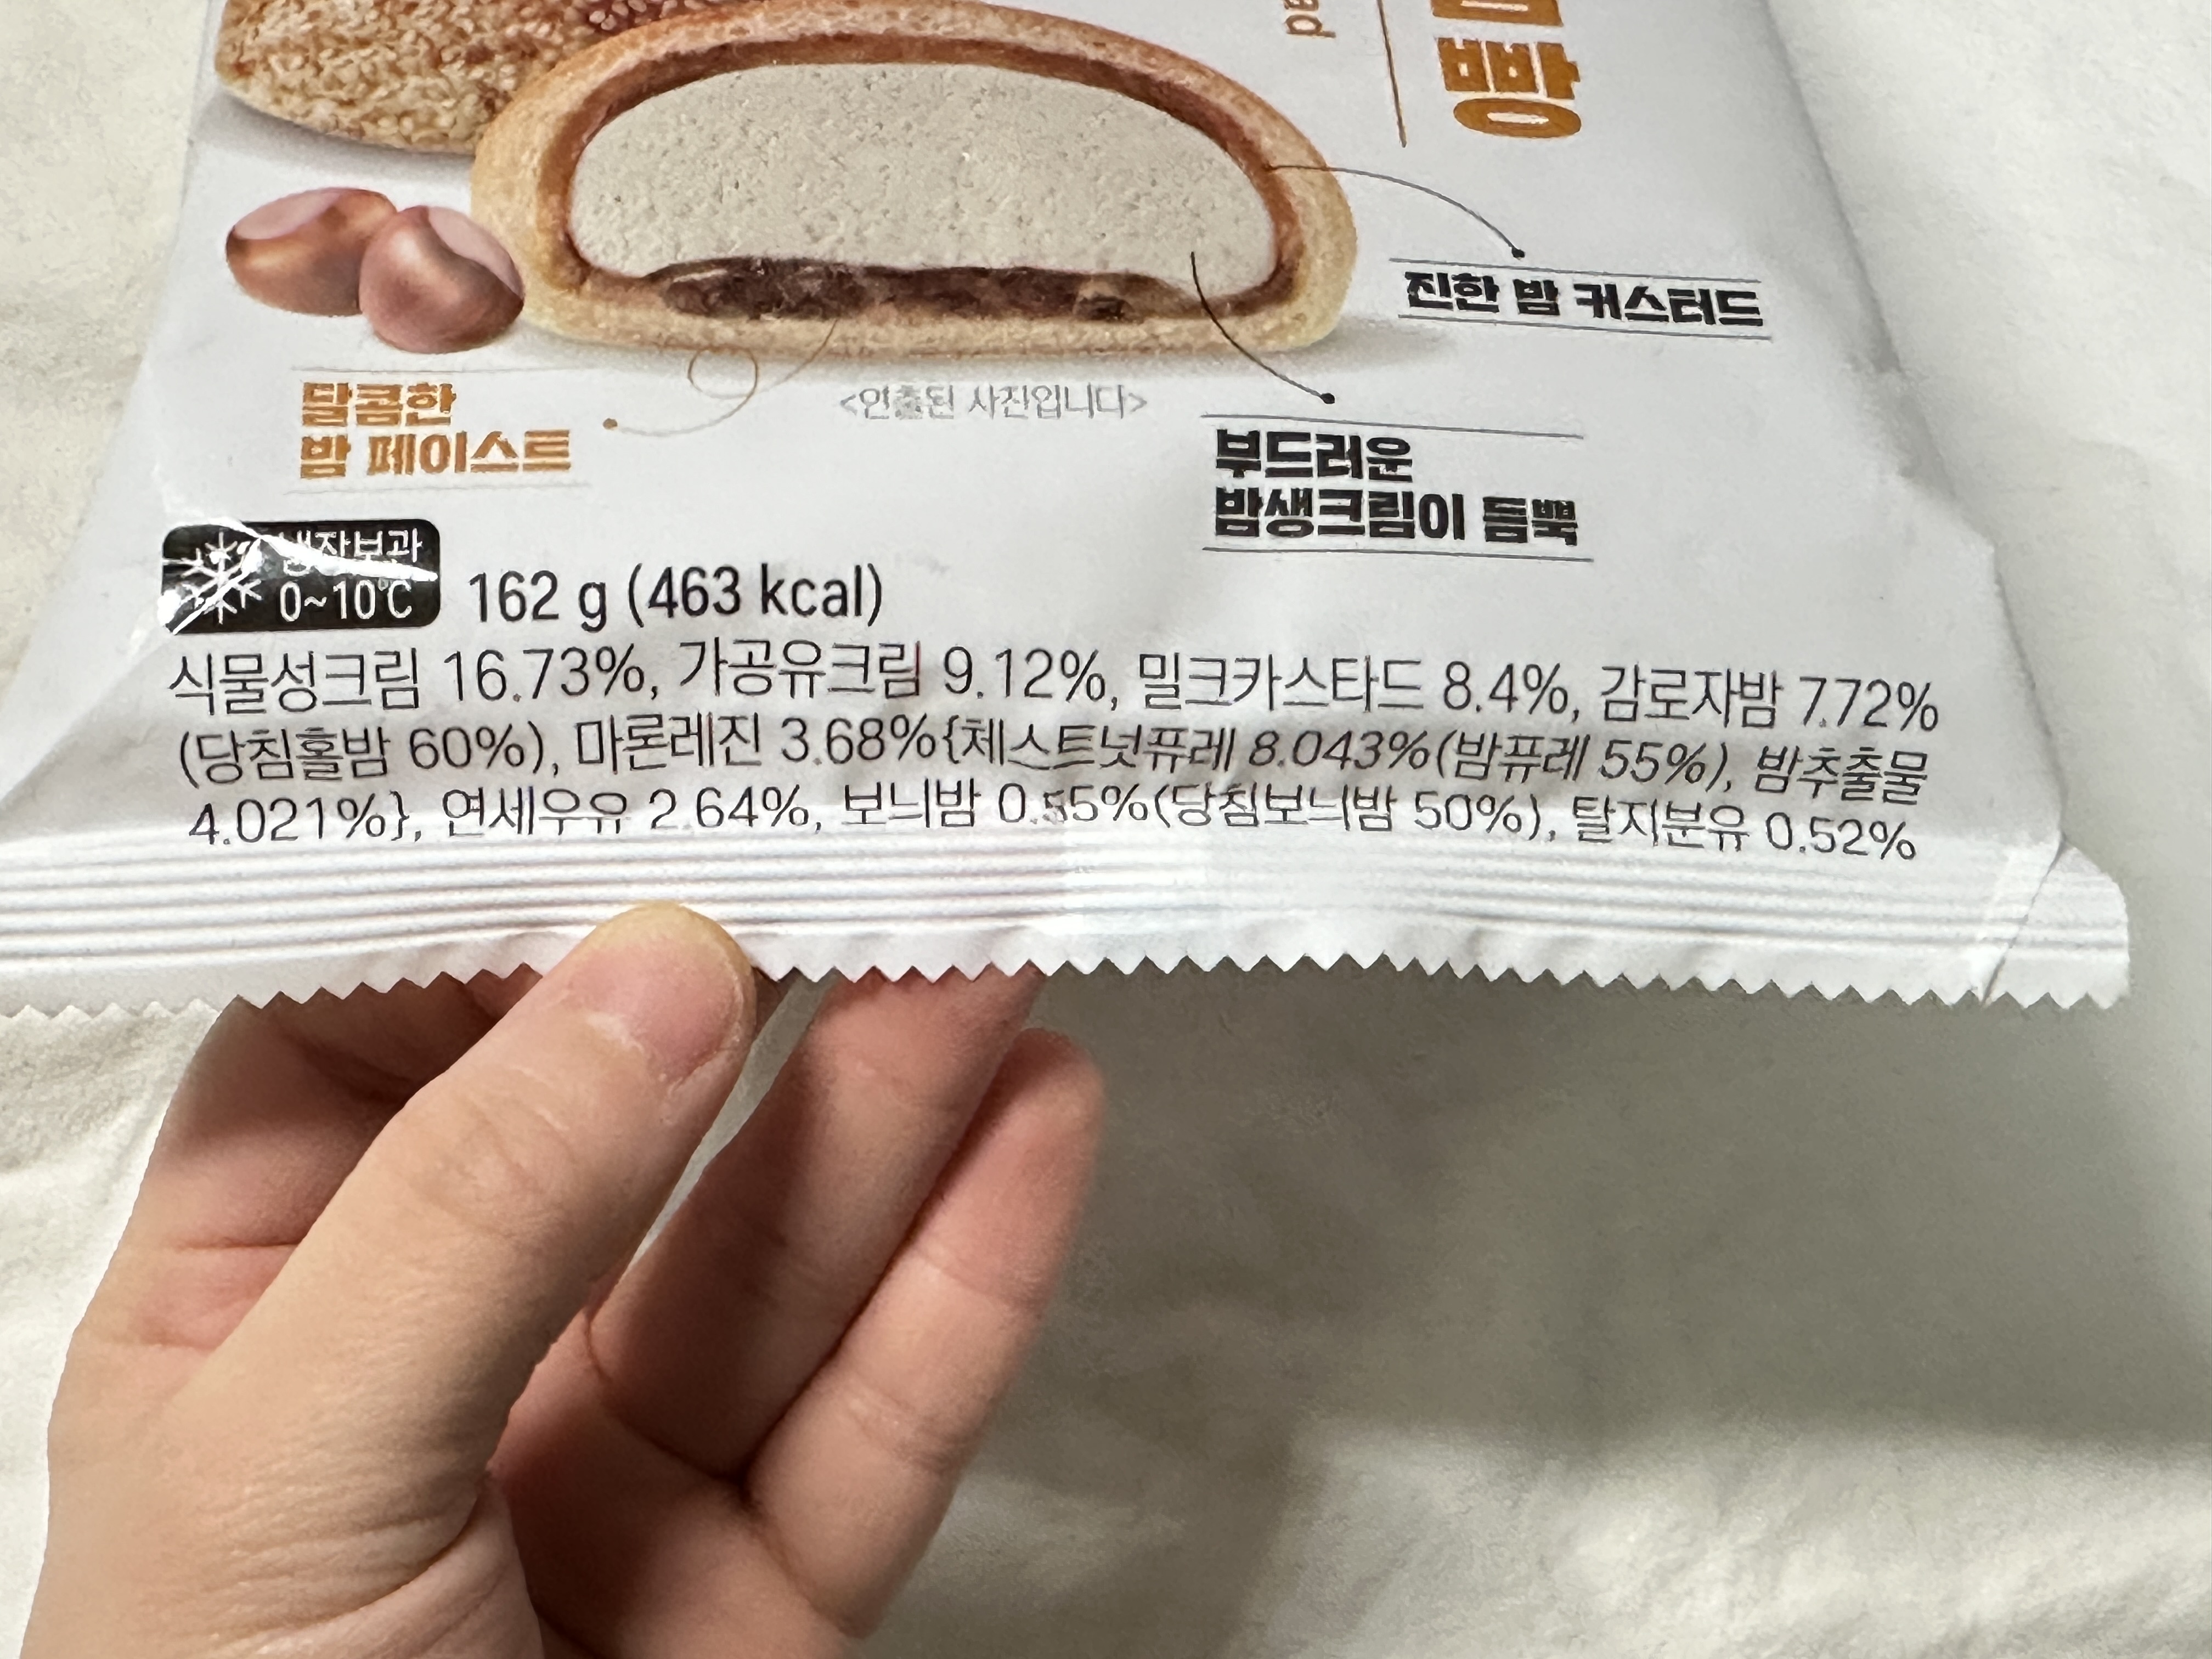 진한 밤 커스터드
달콤한
밤 페이스트
<연출된 사진입니다>
부드러운
밤생크림이 듬뿍
냉장보관
0~10℃
162 g (463 kcal)
식물성크림 16.73%, 가공유크림 9.12%, 밀크카스타드 8.4%, 감로자밤 7.72%
(당침홀밤 60%), 마론레진 3.68%{체스트넛퓨레 8.043%(밤퓨레 55%), 밤추출물
4.021%}, 연세우유 2.64%, 보늬밤 0.55%(당침보늬밤 50%), 탈지분유 0.52%